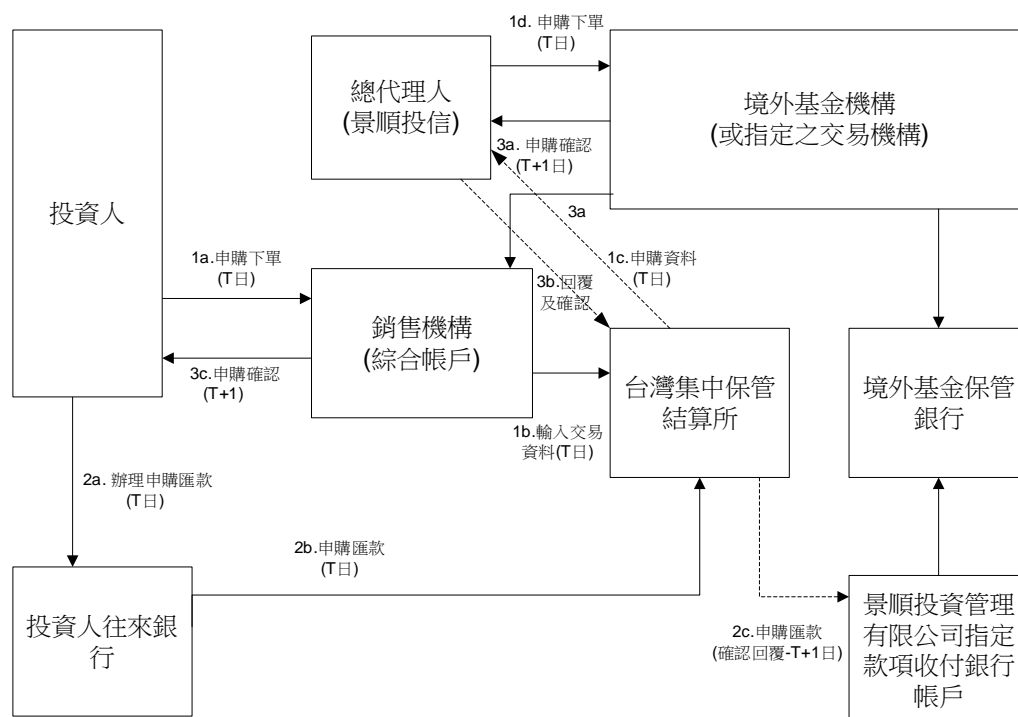 1d. 申購下單
(T日)
總代理人
(景順投信)
境外基金機構
(或指定之交易機構)
3a. 申購確認
(T+1日)
投資人
3a
1a.申購下單
(T日)
1c.申購資料
(T日)
3b.回覆
及確認
銷售機構
(綜合帳戶)
3c.申購確認
(T+1)
台灣集中保管
結算所
境外基金保管
銀行
1b.輸入交易
資料(T日)
2a. 辦理申購匯款
(T日)
2b.申購匯款
(T日)
投資人往來銀
行
2c.申購匯款
(確認回覆-T+1日)
景順投資管理
有限公司指定
款項收付銀行
帳戶